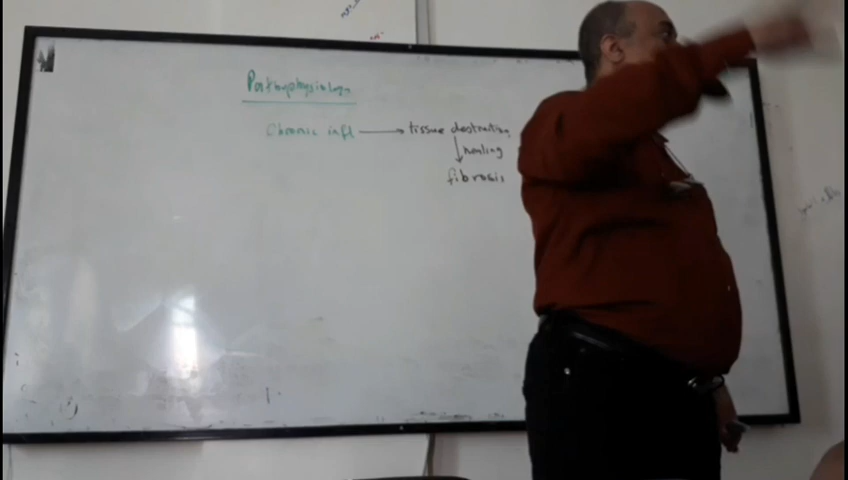 Pathophysiology
Chronic infl → tissue destruction
↓ healing
fibrosis